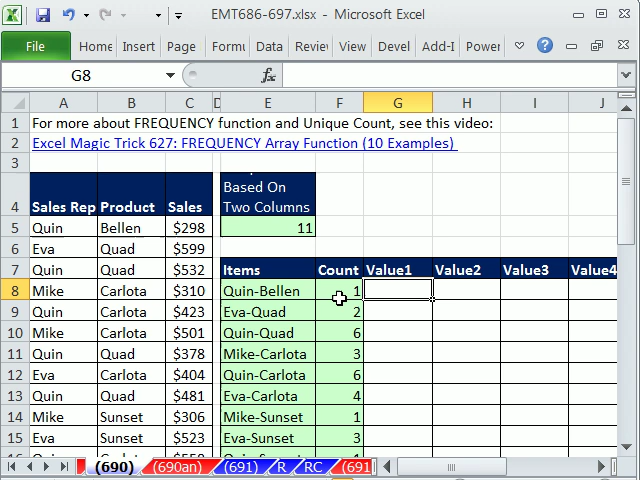 EMT686-697.xlsx - Microsoft Excel
File Home Insert Page Formu Data Reviev View Devel Add-I Power
G8 fx
A B C D E F G H I J
1 For more about FREQUENCY function and Unique Count, see this video:
2 Excel Magic Trick 627: FREQUENCY Array Function (10 Examples)
3
Based On
4 Sales Rep Product Sales Two Columns
5 Quin Bellen $298 11
6 Eva Quad $599
7 Quin Quad $532 Items Count Value1 Value2 Value3 Value4
8 Mike Carlota $310 Quin-Bellen 1
9 Quin Carlota $423 Eva-Quad 2
10 Mike Carlota $501 Quin-Quad 6
11 Quin Quad $378 Mike-Carlota 3
12 Eva Carlota $404 Quin-Carlota 6
13 Quin Quad $481 Eva-Carlota 4
14 Mike Sunset $306 Mike-Sunset 1
15 Eva Sunset $523 Eva-Sunset 3
(690) (690an) (691) R RC (691